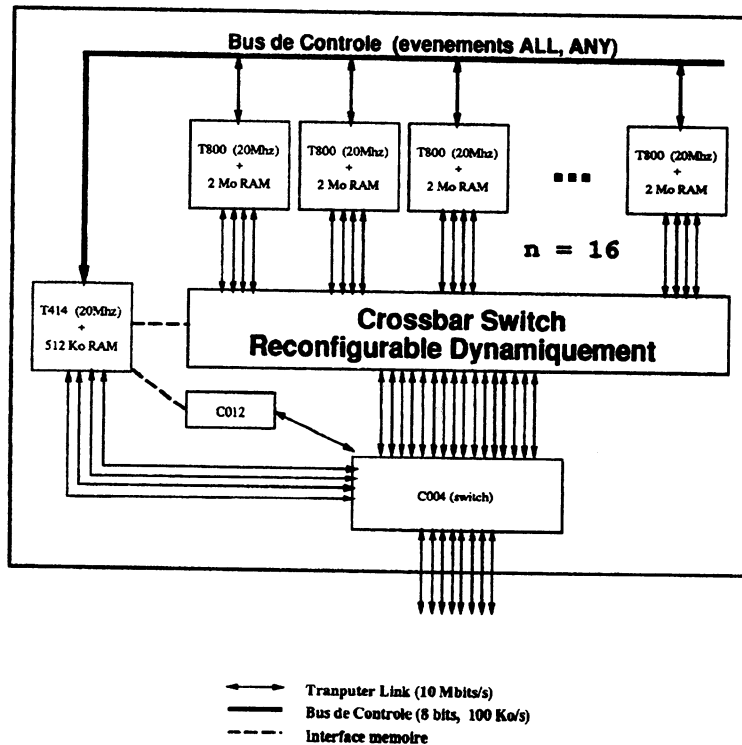 Bus de Controle (evenements ALL, ANY)
T800 (20Mhz)
+
2 Mo RAM
T800 (20Mhz)
+
2 Mo RAM
T800 (20Mhz)
+
2 Mo RAM
T800 (20Mhz)
+
2 Mo RAM
n = 16
T414 (20Mhz)
+
512 Ko RAM
Crossbar Switch
Reconfigurable Dynamiquement
C012
C004 (switch)
Tranputer Link (10 Mbits/s)
Bus de Controle (8 bits, 100 Ko/s)
Interface memoire